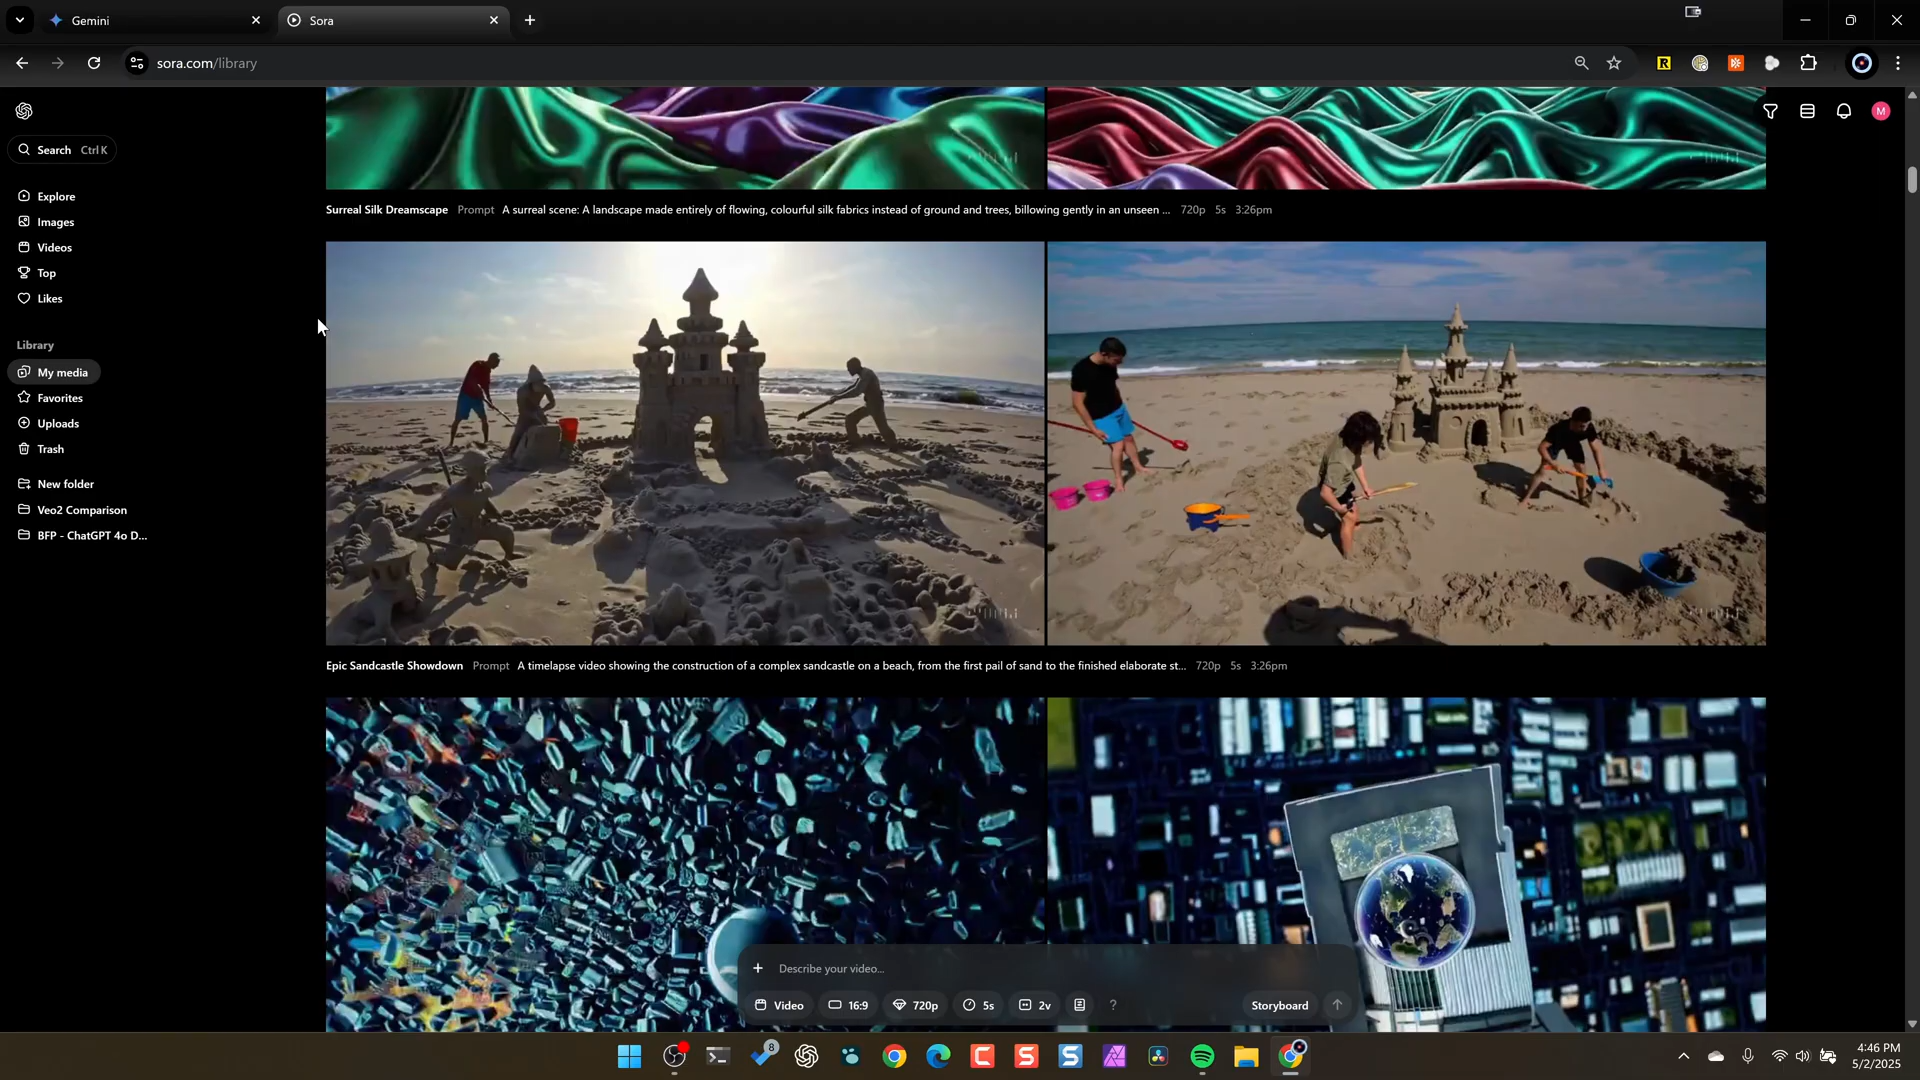 Gemini
Sora
sora.com/library
M
Search Ctrl K
Explore
Images
Videos
Top
Likes
Library
My media
Favorites
Uploads
Trash
New folder
Veo2 Comparison
BFP - ChatGPT 4o D...
Surreal Silk Dreamscape Prompt A surreal scene: A landscape made entirely of flowing, colourful silk fabrics instead of ground and trees, billowing gently in an unseen ... 720p 5s 3:26pm
Epic Sandcastle Showdown Prompt A timelapse video showing the construction of a complex sandcastle on a beach, from the first pail of sand to the finished elaborate st... 720p 5s 3:26pm
Describe your video...
Video 16:9 720p 5s 2v ? Storyboard
8
4:46 PM
5/2/2025